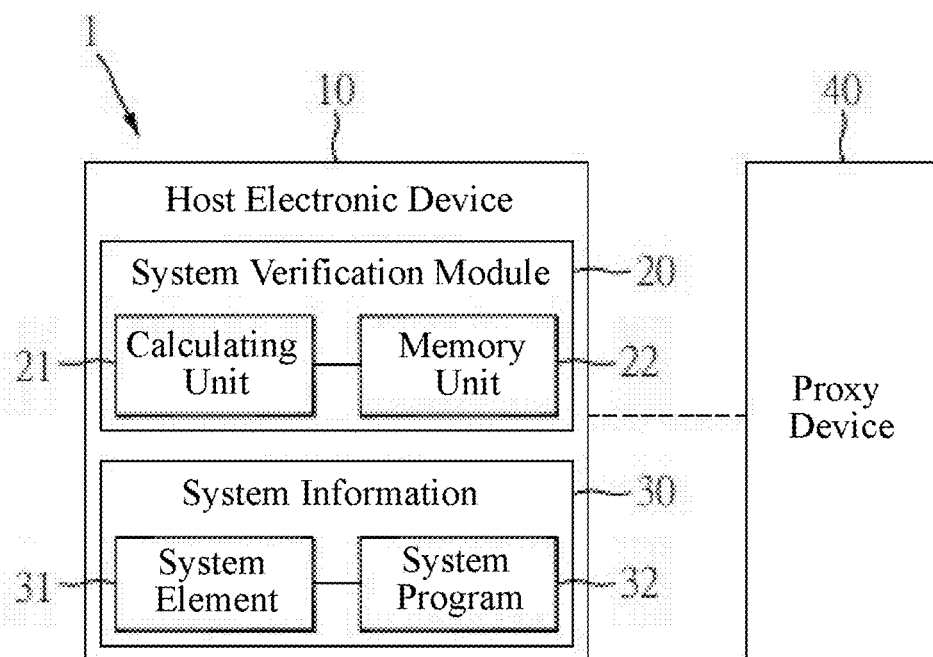 1
10
40
Host Electronic Device
System Verification Module
20
21
Calculating
Unit
Memory
Unit
22
Proxy
Device
System Information
30
31
System
Element
System
Program
32